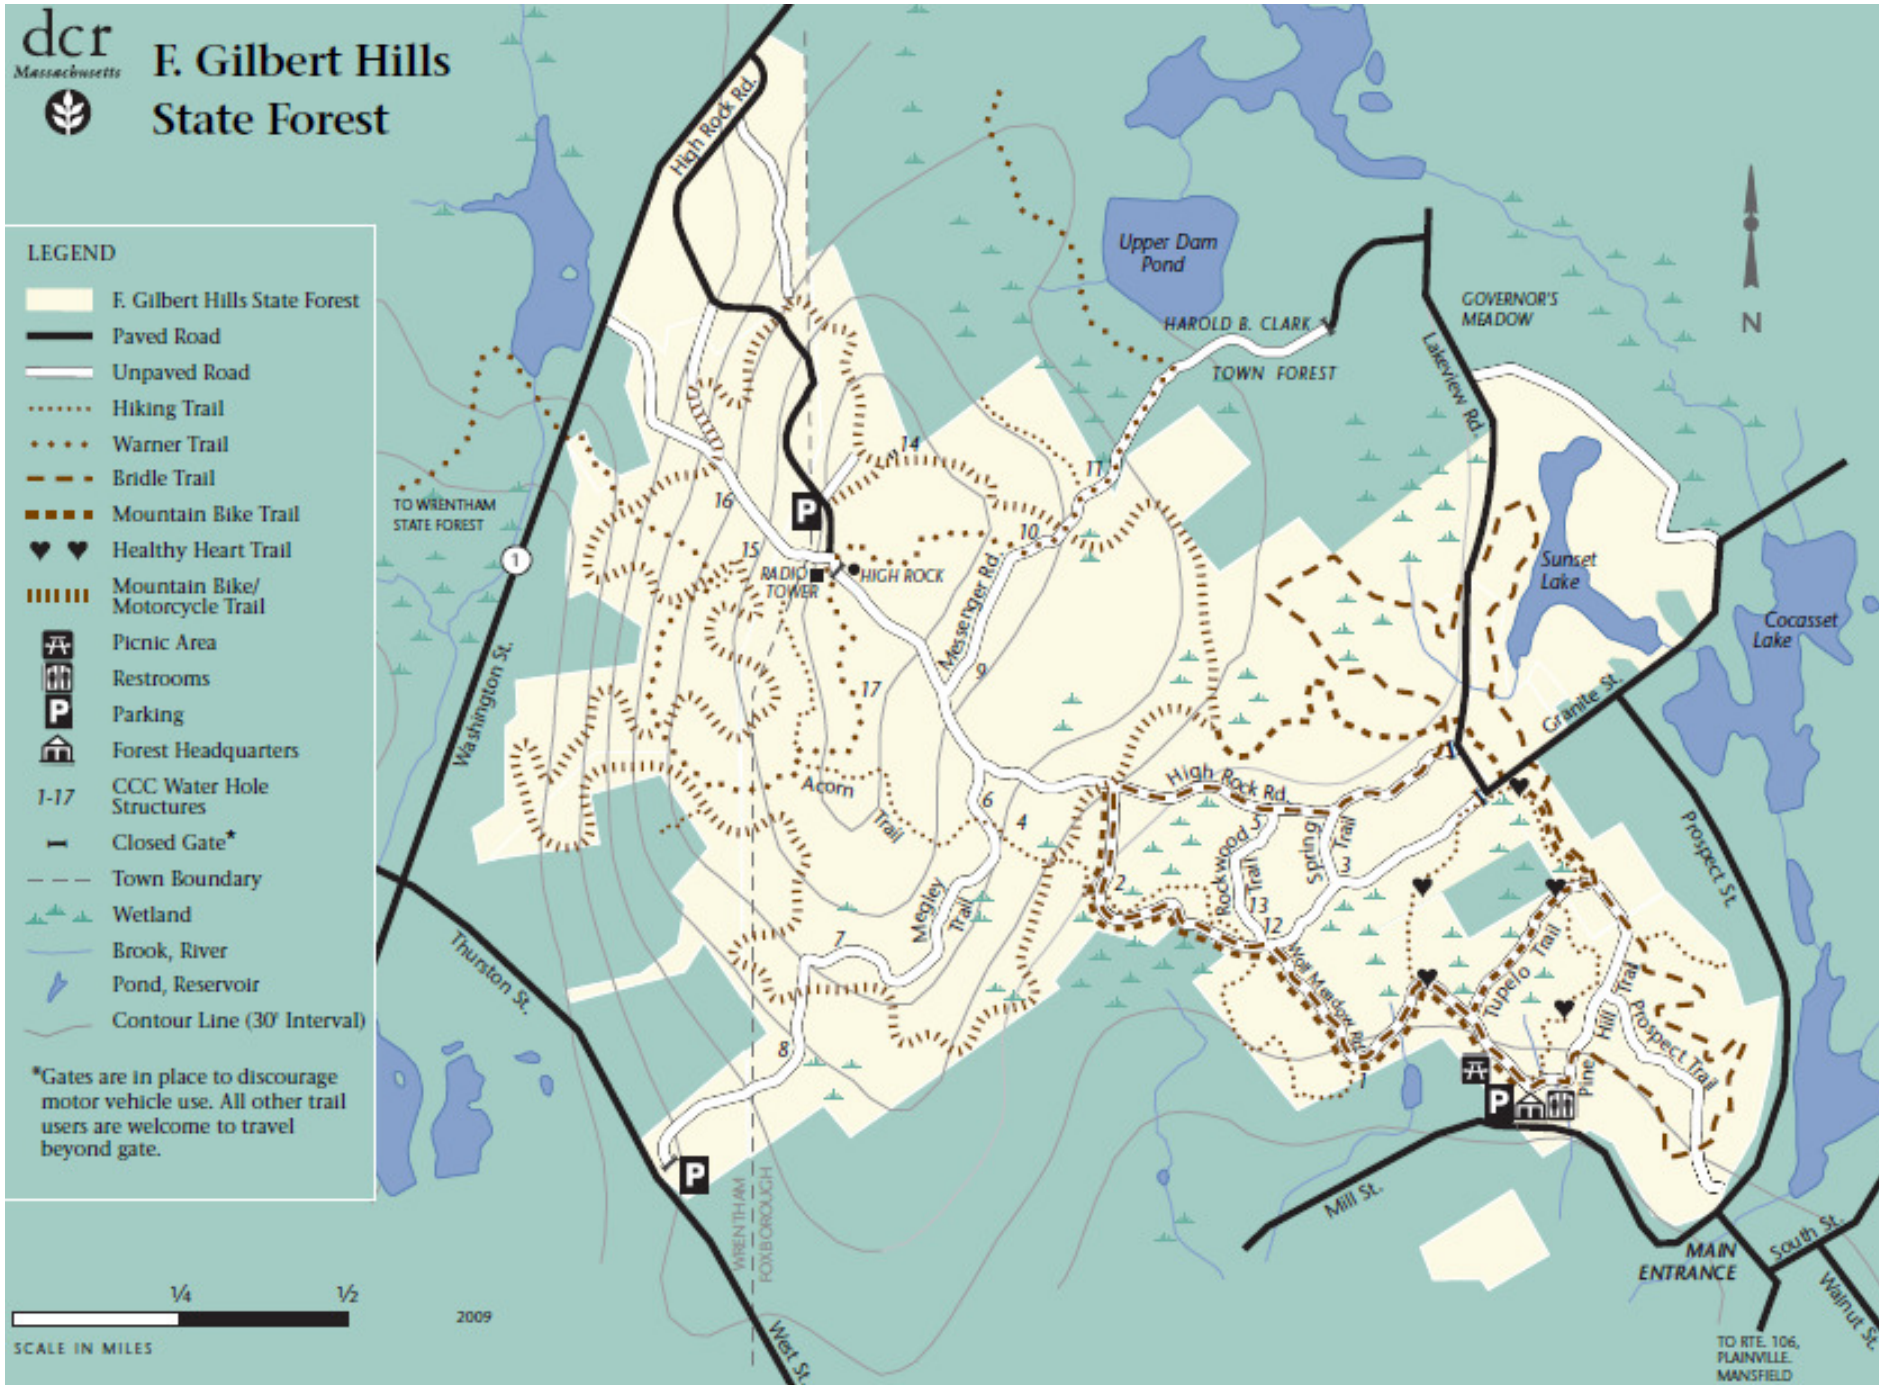 dcr
Massachusetts
F. Gilbert Hills
State Forest
LEGEND
F. Gilbert Hills State Forest
Paved Road
Unpaved Road
Hiking Trail
Warner Trail
Bridle Trail
Mountain Bike Trail
Healthy Heart Trail
Mountain Bike/
Motorcycle Trail
Picnic Area
Restrooms
P Parking
Forest Headquarters
1-17 CCC Water Hole
Structures
Closed Gate*
Town Boundary
Wetland
Brook, River
Pond, Reservoir
Contour Line (30' Interval)
*Gates are in place to discourage
motor vehicle use. All other trail
users are welcome to travel
beyond gate.
1/4 1/2
SCALE IN MILES
2009
High Rock Rd.
Upper Dam
Pond
HAROLD B. CLARK
TOWN FOREST
GOVERNOR'S
MEADOW
N
Lakeview Rd.
TO WRENTHAM
STATE FOREST
1
Washington St.
14
11
16
P
10
15
RADIO
TOWER
HIGH ROCK
Messenger Rd.
9
17
Sunset
Lake
Cocasset
Lake
Granite St.
Acorn
Trail
6
4
High Rock Rd.
Rockwood
Trail
5
Spring
Trail
3
Prospect St.
2
13
12
Megley
Trail
7
8
Wolf Meadow Rd.
1
Tupelo Trail
Pine Hill Trail
Prospect Trail
P
Thurston St.
P
WRENTHAM
FOXBOROUGH
West St.
Mill St.
MAIN
ENTRANCE
South St.
Walnut St.
TO RTE. 106,
PLAINVILLE,
MANSFIELD